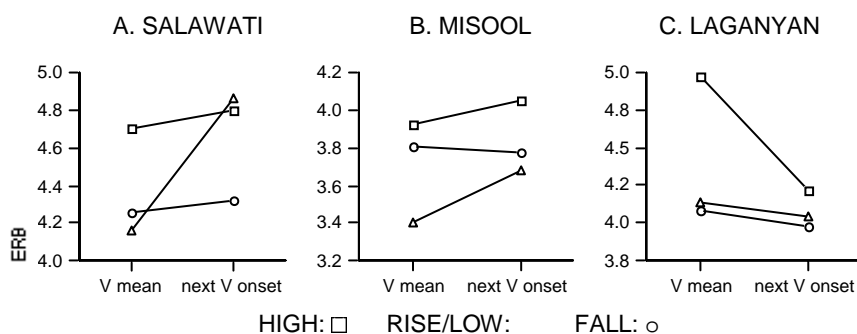 A. SALAWATI B. MISOOL C. LAGANYAN
5.0 4.2 5.0
4.8 4.0 4.8
4.6 3.8 4.5
4.4 3.6 4.2
4.2 3.4 4.0
4.0 3.2 3.8
ERB
V mean next V onset V mean next V onset V mean next V onset
HIGH: □ RISE/LOW: FALL: ○